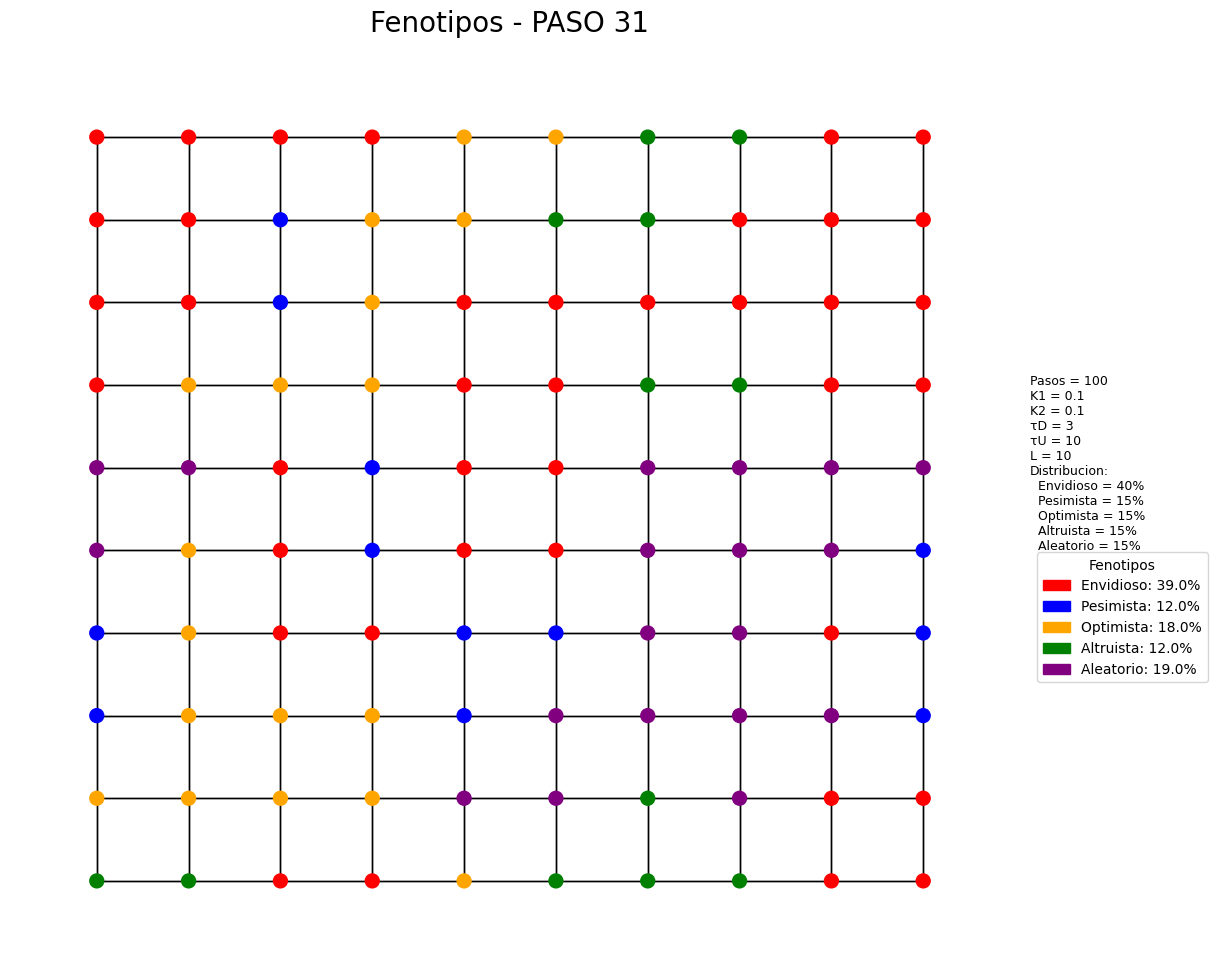 Fenotipos - PASO 31
Pasos = 100
K1 = 0.1
K2 = 0.1
τD = 3
τU = 10
L = 10
Distribucion:
Envidioso = 40%
Pesimista = 15%
Optimista = 15%
Altruista = 15%
Aleatorio = 15%
Fenotipos
Envidioso: 39.0%
Pesimista: 12.0%
Optimista: 18.0%
Altruista: 12.0%
Aleatorio: 19.0%